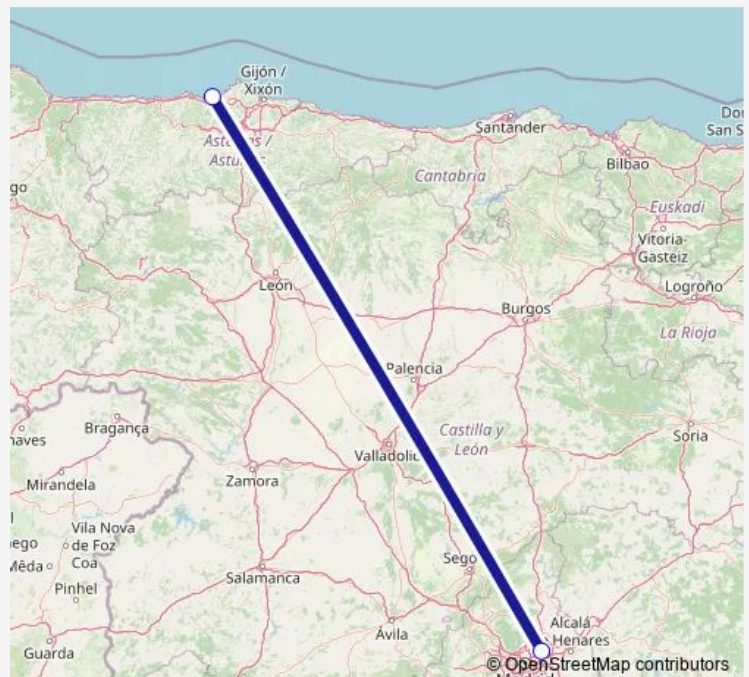 Gijón /
Xixón
Santander
Bilbao
Cantabria
Euskadi
Vitoria-
Gasteiz
León
Logroño
Burgos
La Rioja
Palencia
Bragança
Castilla y
León
Soria
Mirandela
Zamora
Vila Nova
de Foz
Coa
Pinhel
Salamanca
Ávila
Alcalá
Henares
Guarda
© OpenStreetMap contributors